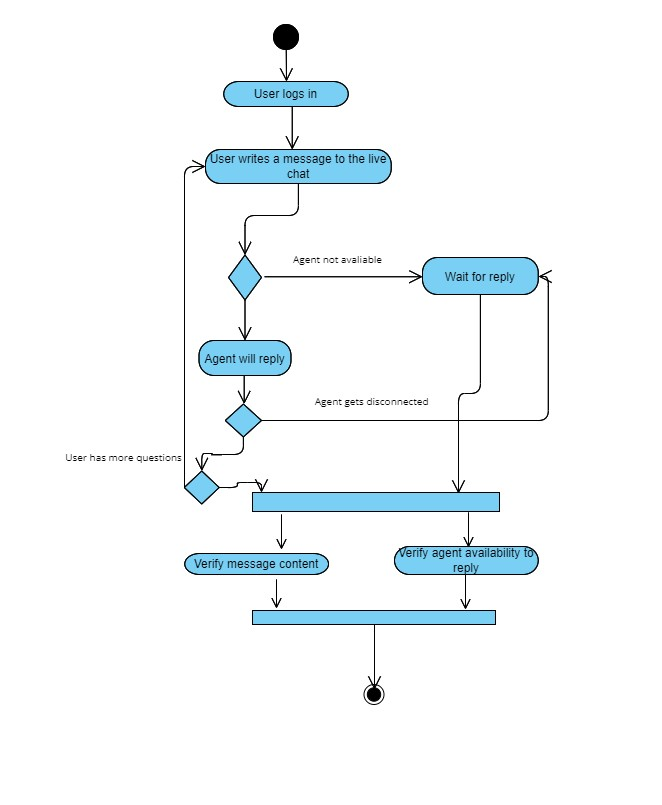 User logs in
User writes a message to the live
chat
Agent not avaliable
Wait for reply
Agent will reply
Agent gets disconnected
User has more questions
Verify message content
Verify agent availability to
reply